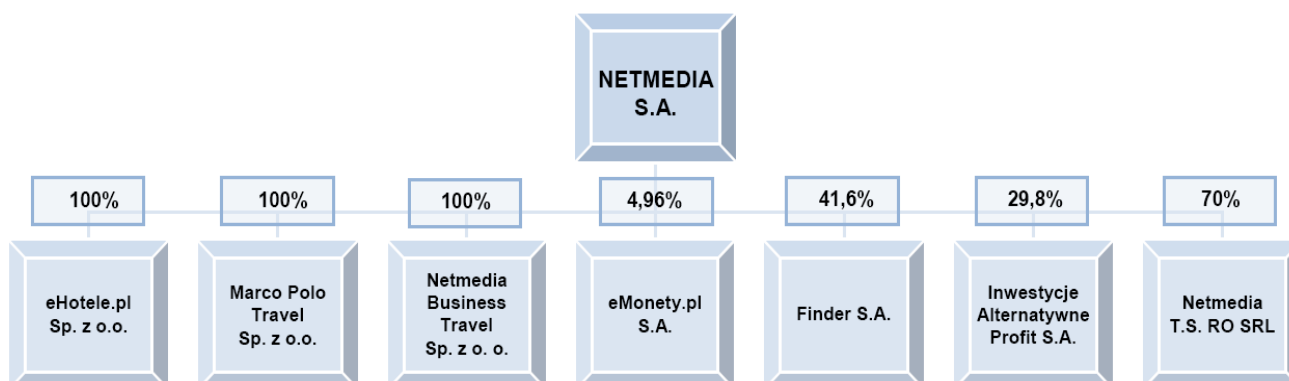 NETMEDIA
S.A.
100%
100%
100%
4,96%
41,6%
29,8%
70%
eHotele.pl
Sp. z o.o.
Marco Polo
Travel
Sp. z o.o.
Netmedia
Business
Travel
Sp. z o. o.
eMonety.pl
S.A.
Finder S.A.
Inwestycje
Alternatywne
Profit S.A.
Netmedia
T.S. RO SRL